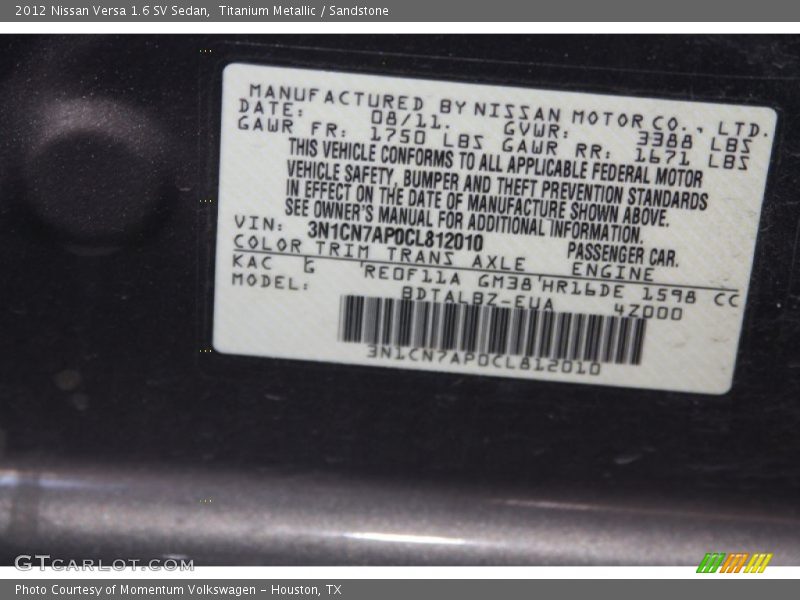 2012 Nissan Versa 1.6 SV Sedan,  Titanium Metallic / Sandstone
MANUFACTURED BY NISSAN MOTOR CO., LTD.
DATE: 08/11. GVWR: 3388 LBS
GAWR FR: 1750 LBS GAWR RR: 1671 LBS
THIS VEHICLE CONFORMS TO ALL APPLICABLE FEDERAL MOTOR
VEHICLE SAFETY, BUMPER AND THEFT PREVENTION STANDARDS
IN EFFECT ON THE DATE OF MANUFACTURE SHOWN ABOVE.
SEE OWNER'S MANUAL FOR ADDITIONAL INFORMATION.
VIN: 3N1CN7AP0CL812010 PASSENGER CAR.
COLOR TRIM TRANS AXLE ENGINE
KAC G RE0F11A GM38 HR16DE 1598 CC
MODEL: BDTALBZ-EUA 4Z000
3N1CN7AP0CL812010
GTCARLOT.COM
Photo Courtesy of Momentum Volkswagen - Houston, TX